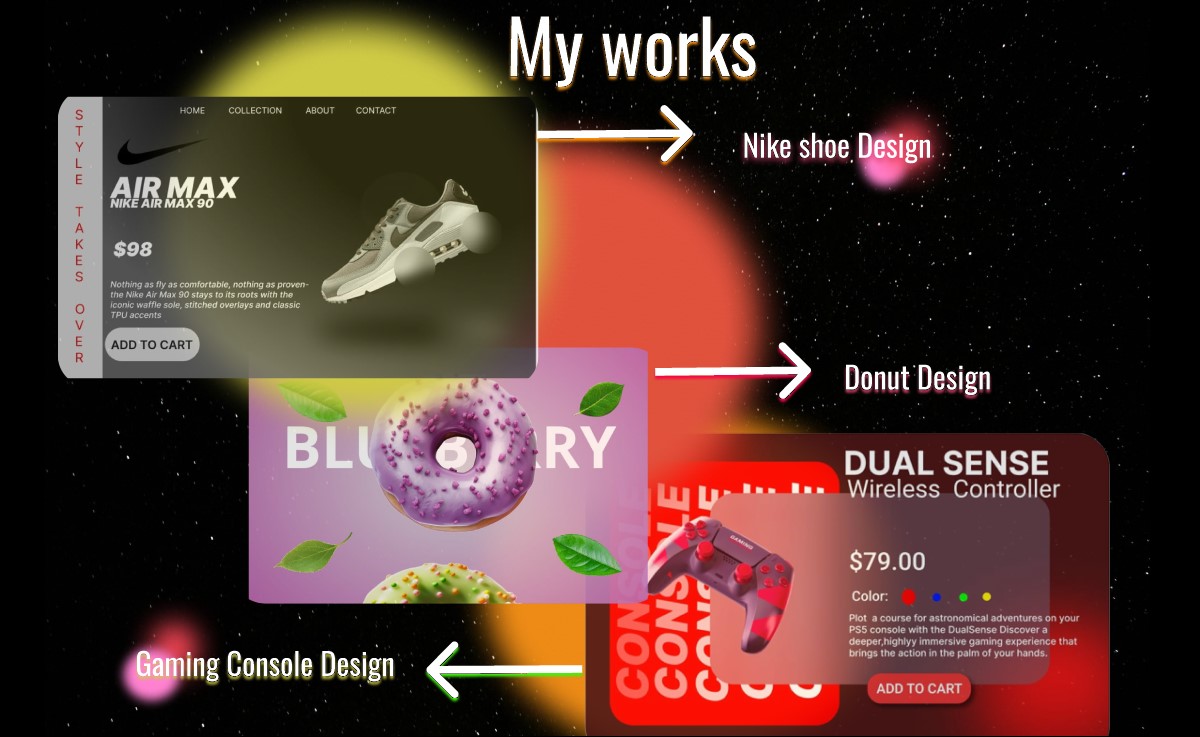 My works
HOME COLLECTION ABOUT CONTACT
STYLE TAKES OVER
AIR MAX
NIKE AIR MAX 90
$98
Nothing as fly as comfortable, nothing as proven-
the Nike Air Max 90 stays to its roots with the
iconic waffle sole, stitched overlays and classic
TPU accents
ADD TO CART
Nike shoe Design
BLU B RRY
Donut Design
DUAL SENSE
Wireless Controller
CONSOLE
CONSOLE
CONSOLE
GAMING
$79.00
Color:
Plot a course for astronomical adventures on your
PS5 console with the DualSense Discover a
deeper,highlyy immersive gaming experience that
brings the action in the palm of your hands.
ADD TO CART
Gaming Console Design